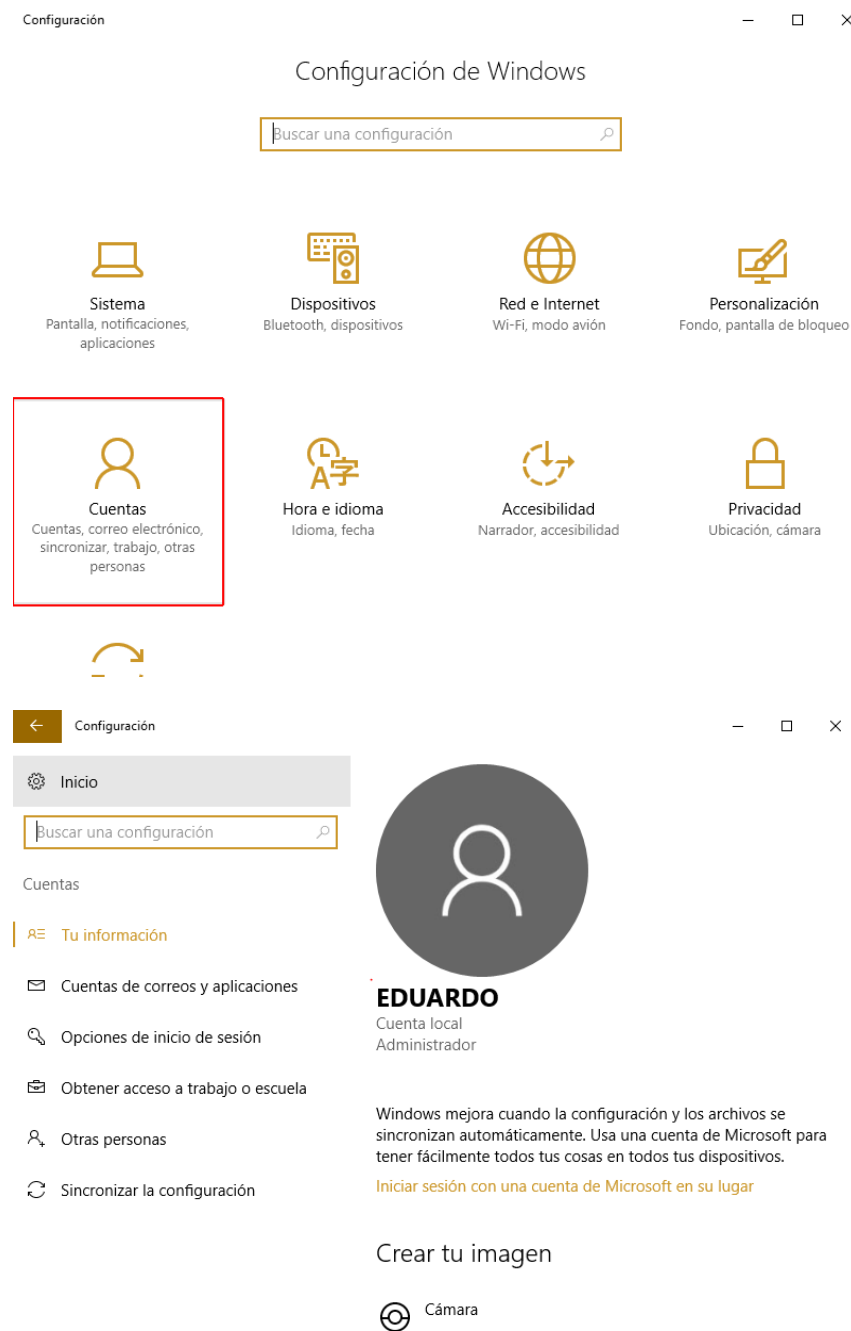 Configuración
Configuración de Windows
Buscar una configuración
Sistema
Pantalla, notificaciones,
aplicaciones
Dispositivos
Bluetooth, dispositivos
Red e Internet
Wi-Fi, modo avión
Personalización
Fondo, pantalla de bloqueo
Cuentas
Cuentas, correo electrónico,
sincronizar, trabajo, otras
personas
Hora e idioma
Idioma, fecha
Accesibilidad
Narrador, accesibilidad
Privacidad
Ubicación, cámara
Configuración
Inicio
Buscar una configuración
Cuentas
Tu información
Cuentas de correos y aplicaciones
Opciones de inicio de sesión
Obtener acceso a trabajo o escuela
Otras personas
Sincronizar la configuración
EDUARDO
Cuenta local
Administrador
Windows mejora cuando la configuración y los archivos se
sincronizan automáticamente. Usa una cuenta de Microsoft para
tener fácilmente todos tus cosas en todos tus dispositivos.
Iniciar sesión con una cuenta de Microsoft en su lugar
Crear tu imagen
Cámara